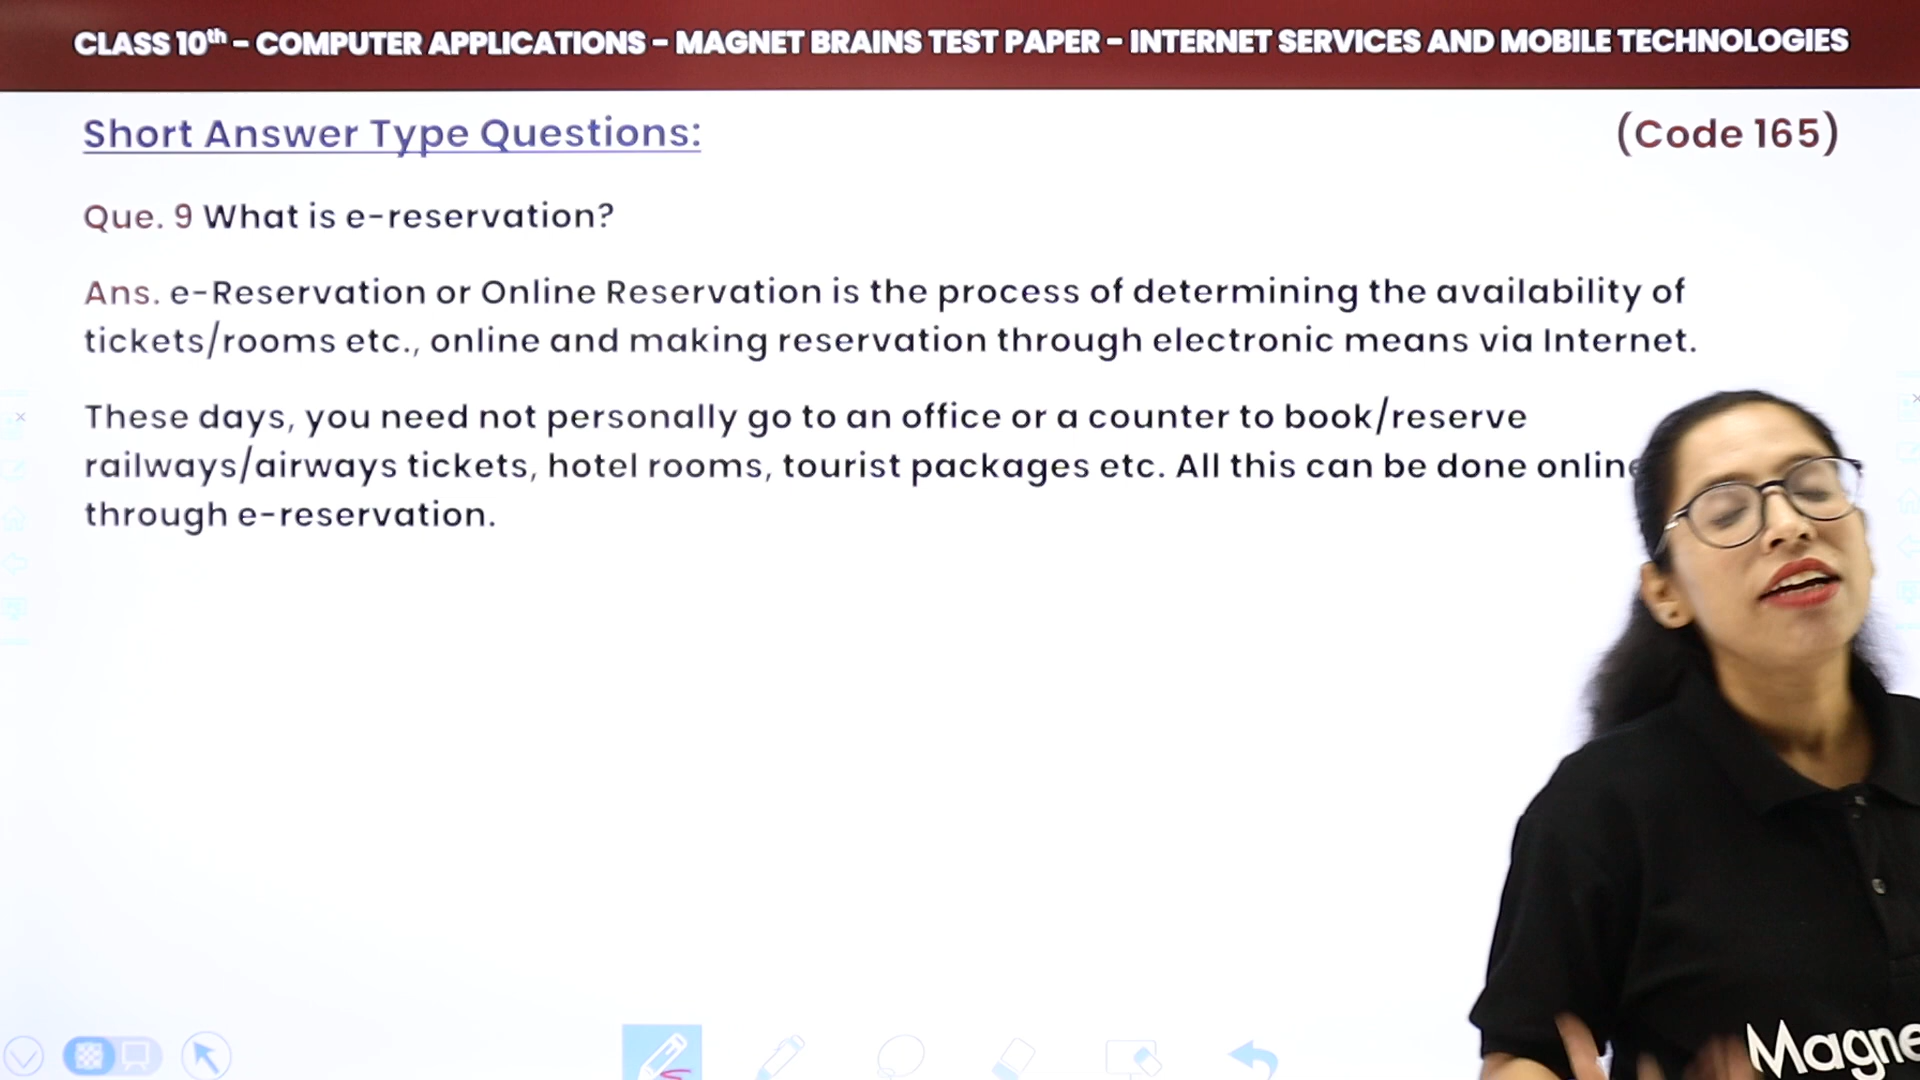 CLASS 10th - COMPUTER APPLICATIONS - MAGNET BRAINS TEST PAPER - INTERNET SERVICES AND MOBILE TECHNOLOGIES
Short Answer Type Questions:
(Code 165)
Que. 9 What is e-reservation?
Ans. e-Reservation or Online Reservation is the process of determining the availability of
tickets/rooms etc., online and making reservation through electronic means via Internet.
These days, you need not personally go to an office or a counter to book/reserve
railways/airways tickets, hotel rooms, tourist packages etc. All this can be done online
through e-reservation.
Magne